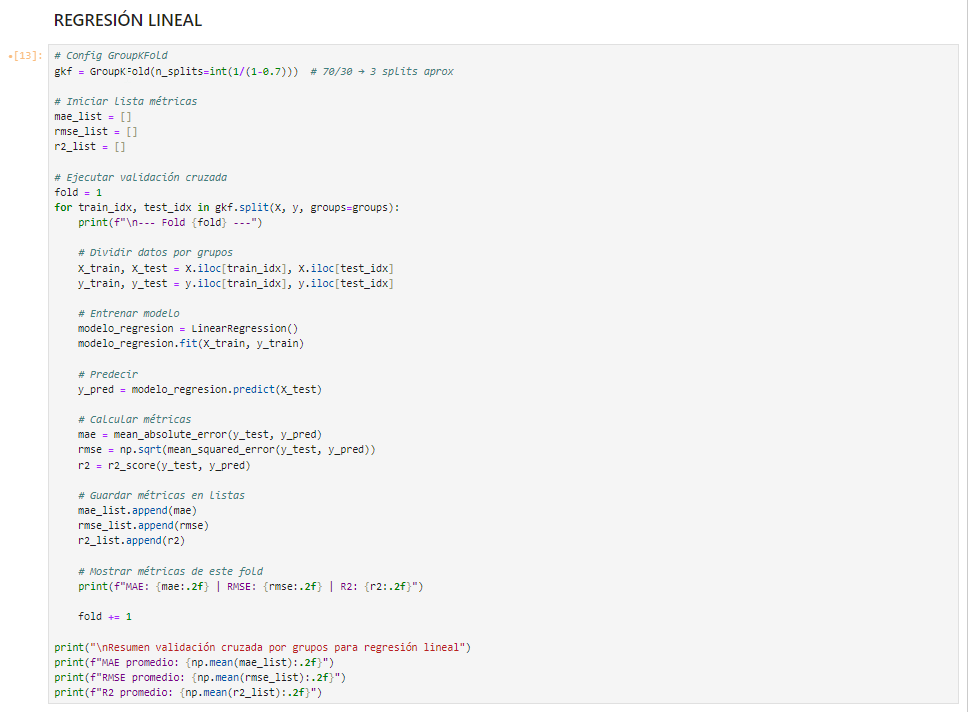 REGRESIÓN LINEAL
•[13]:
# Config GroupKFold
gkf = GroupKFold(n_splits=int(1/(1-0.7)))  # 70/30 → 3 splits aprox
# Iniciar lista métricas
mae_list = []
rmse_list = []
r2_list = []
# Ejecutar validación cruzada
fold = 1
for train_idx, test_idx in gkf.split(X, y, groups=groups):
    print(f"\n--- Fold {fold} ---")
    # Dividir datos por grupos
    X_train, X_test = X.iloc[train_idx], X.iloc[test_idx]
    y_train, y_test = y.iloc[train_idx], y.iloc[test_idx]
    # Entrenar modelo
    modelo_regresion = LinearRegression()
    modelo_regresion.fit(X_train, y_train)
    # Predecir
    y_pred = modelo_regresion.predict(X_test)
    # Calcular métricas
    mae = mean_absolute_error(y_test, y_pred)
    rmse = np.sqrt(mean_squared_error(y_test, y_pred))
    r2 = r2_score(y_test, y_pred)
    # Guardar métricas en listas
    mae_list.append(mae)
    rmse_list.append(rmse)
    r2_list.append(r2)
    # Mostrar métricas de este fold
    print(f"MAE: {mae:.2f} | RMSE: {rmse:.2f} | R2: {r2:.2f}")
    fold += 1
print("\nResumen validación cruzada por grupos para regresión lineal")
print(f"MAE promedio: {np.mean(mae_list):.2f}")
print(f"RMSE promedio: {np.mean(rmse_list):.2f}")
print(f"R2 promedio: {np.mean(r2_list):.2f}")